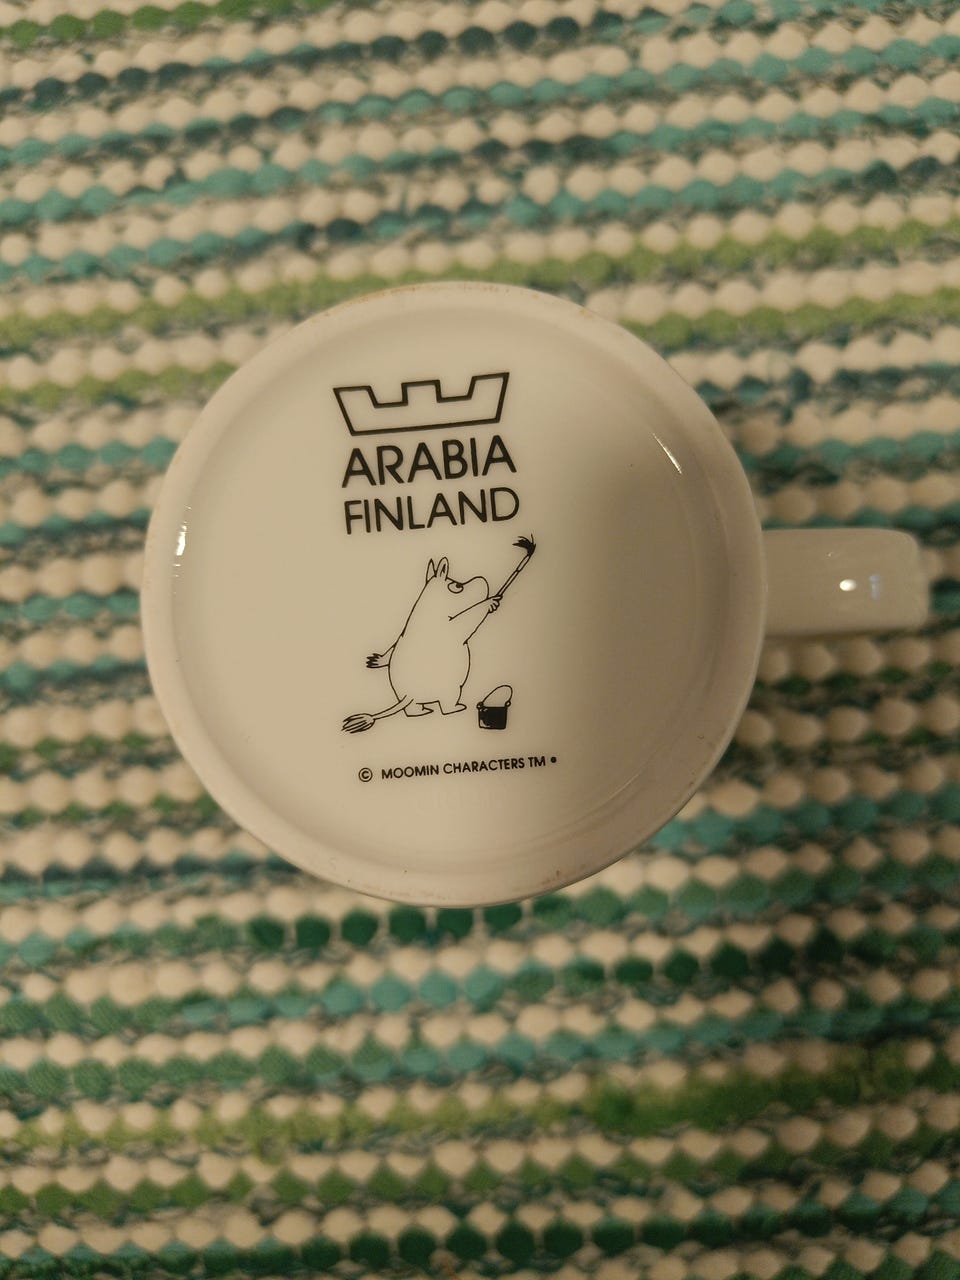 ARABIA
FINLAND
© MOOMIN CHARACTERS TM •